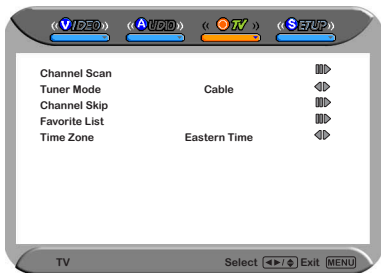 VIDEO AUDIO TV SETUP
Channel Scan
Tuner Mode Cable
Channel Skip
Favorite List
Time Zone Eastern Time
TV Select ◄►/◆ Exit MENU